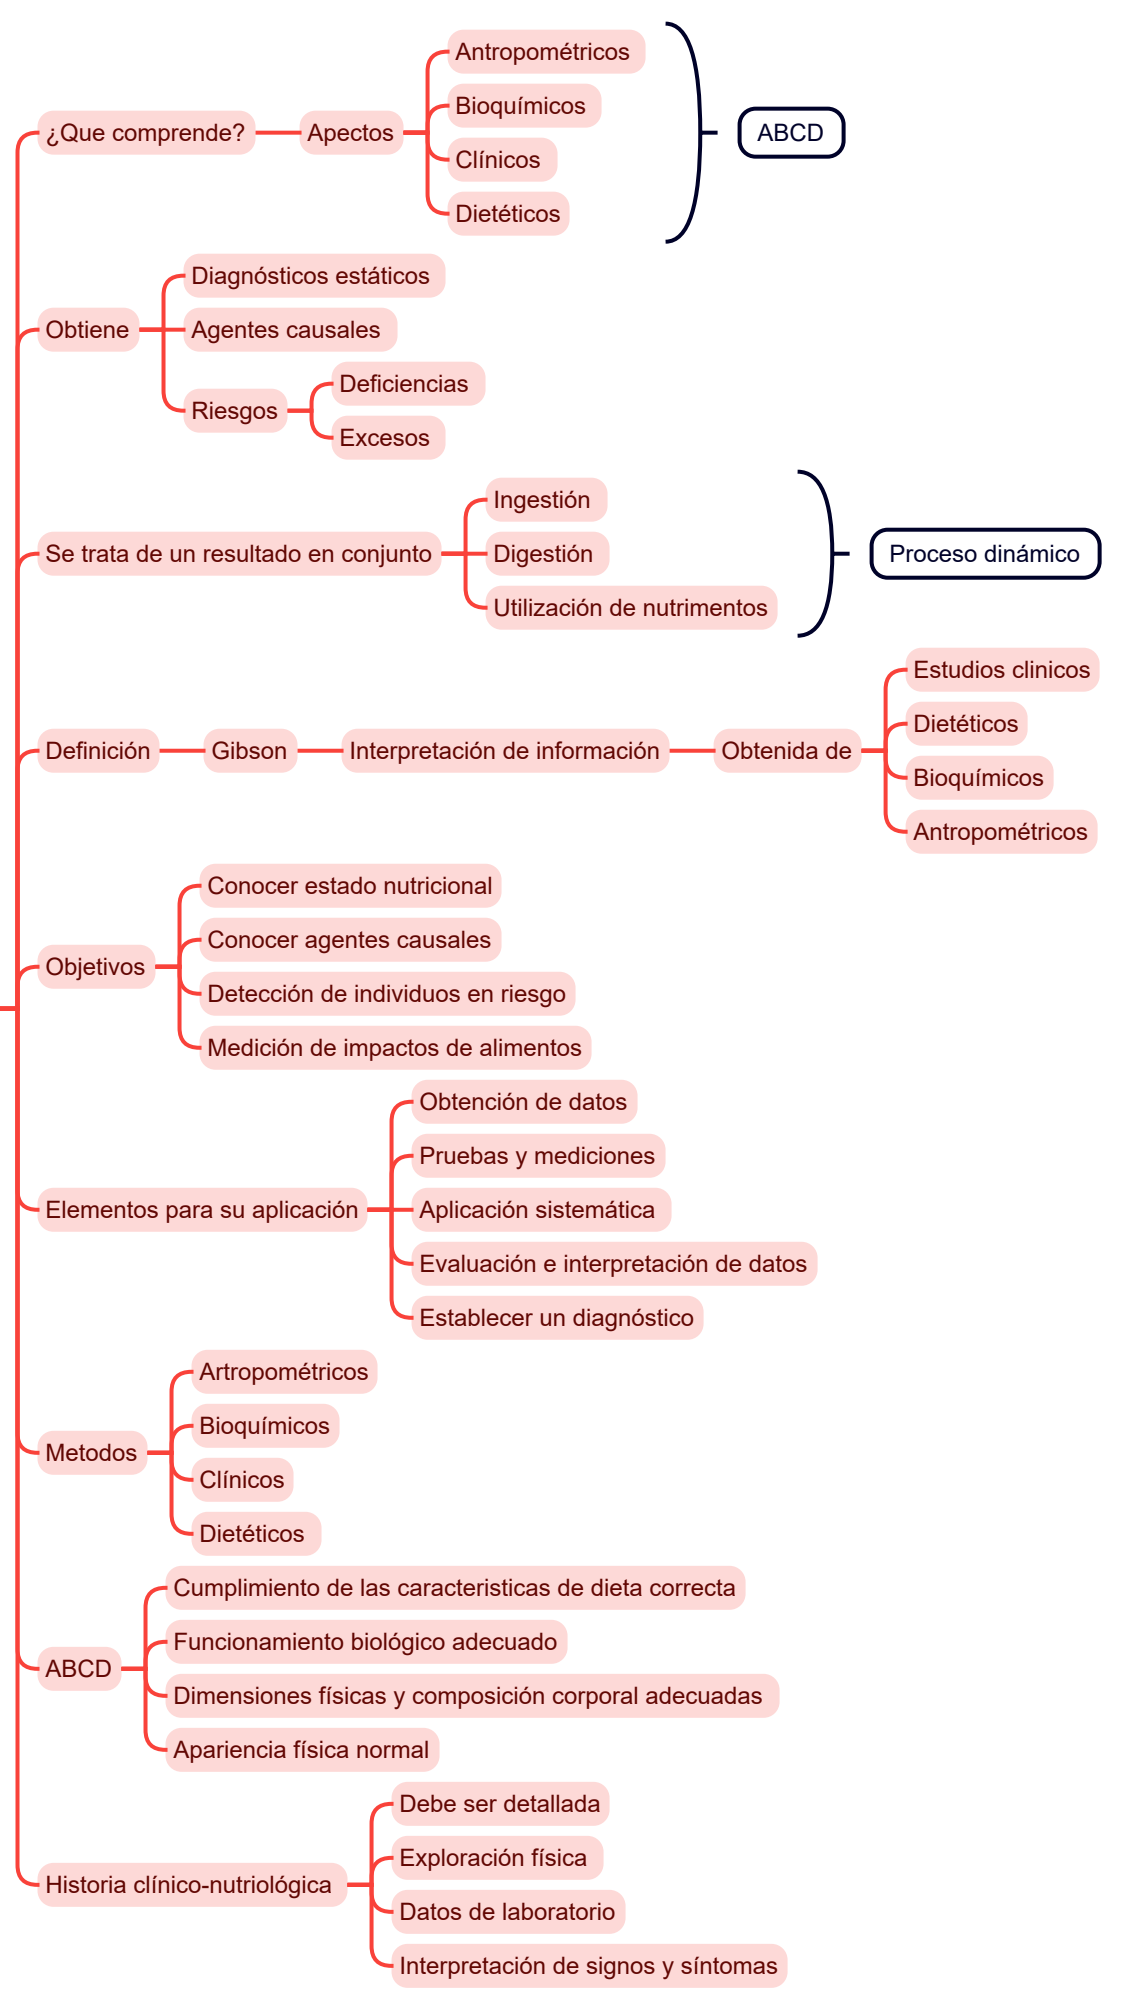 ¿Que comprende?
Apectos
Antropométricos
Bioquímicos
Clínicos
Dietéticos
ABCD
Obtiene
Diagnósticos estáticos
Agentes causales
Riesgos
Deficiencias
Excesos
Se trata de un resultado en conjunto
Ingestión
Digestión
Utilización de nutrimentos
Proceso dinámico
Definición
Gibson
Interpretación de información
Obtenida de
Estudios clinicos
Dietéticos
Bioquímicos
Antropométricos
Objetivos
Conocer estado nutricional
Conocer agentes causales
Detección de individuos en riesgo
Medición de impactos de alimentos
Elementos para su aplicación
Obtención de datos
Pruebas y mediciones
Aplicación sistemática
Evaluación e interpretación de datos
Establecer un diagnóstico
Metodos
Artropométricos
Bioquímicos
Clínicos
Dietéticos
ABCD
Cumplimiento de las caracteristicas de dieta correcta
Funcionamiento biológico adecuado
Dimensiones físicas y composición corporal adecuadas
Apariencia física normal
Historia clínico-nutriológica
Debe ser detallada
Exploración física
Datos de laboratorio
Interpretación de signos y síntomas